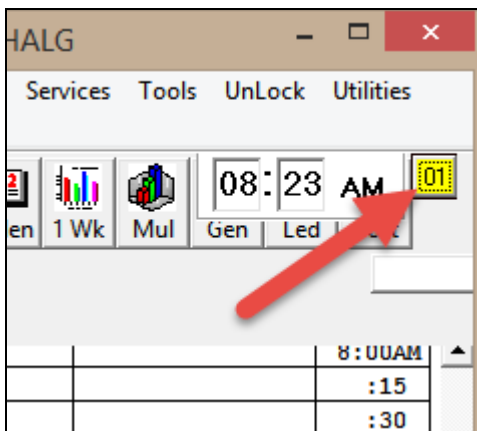 HALG
Services Tools UnLock Utilities
08:23 AM 01
en 1 Wk Mul Gen Led
8:00AM
:15
:30